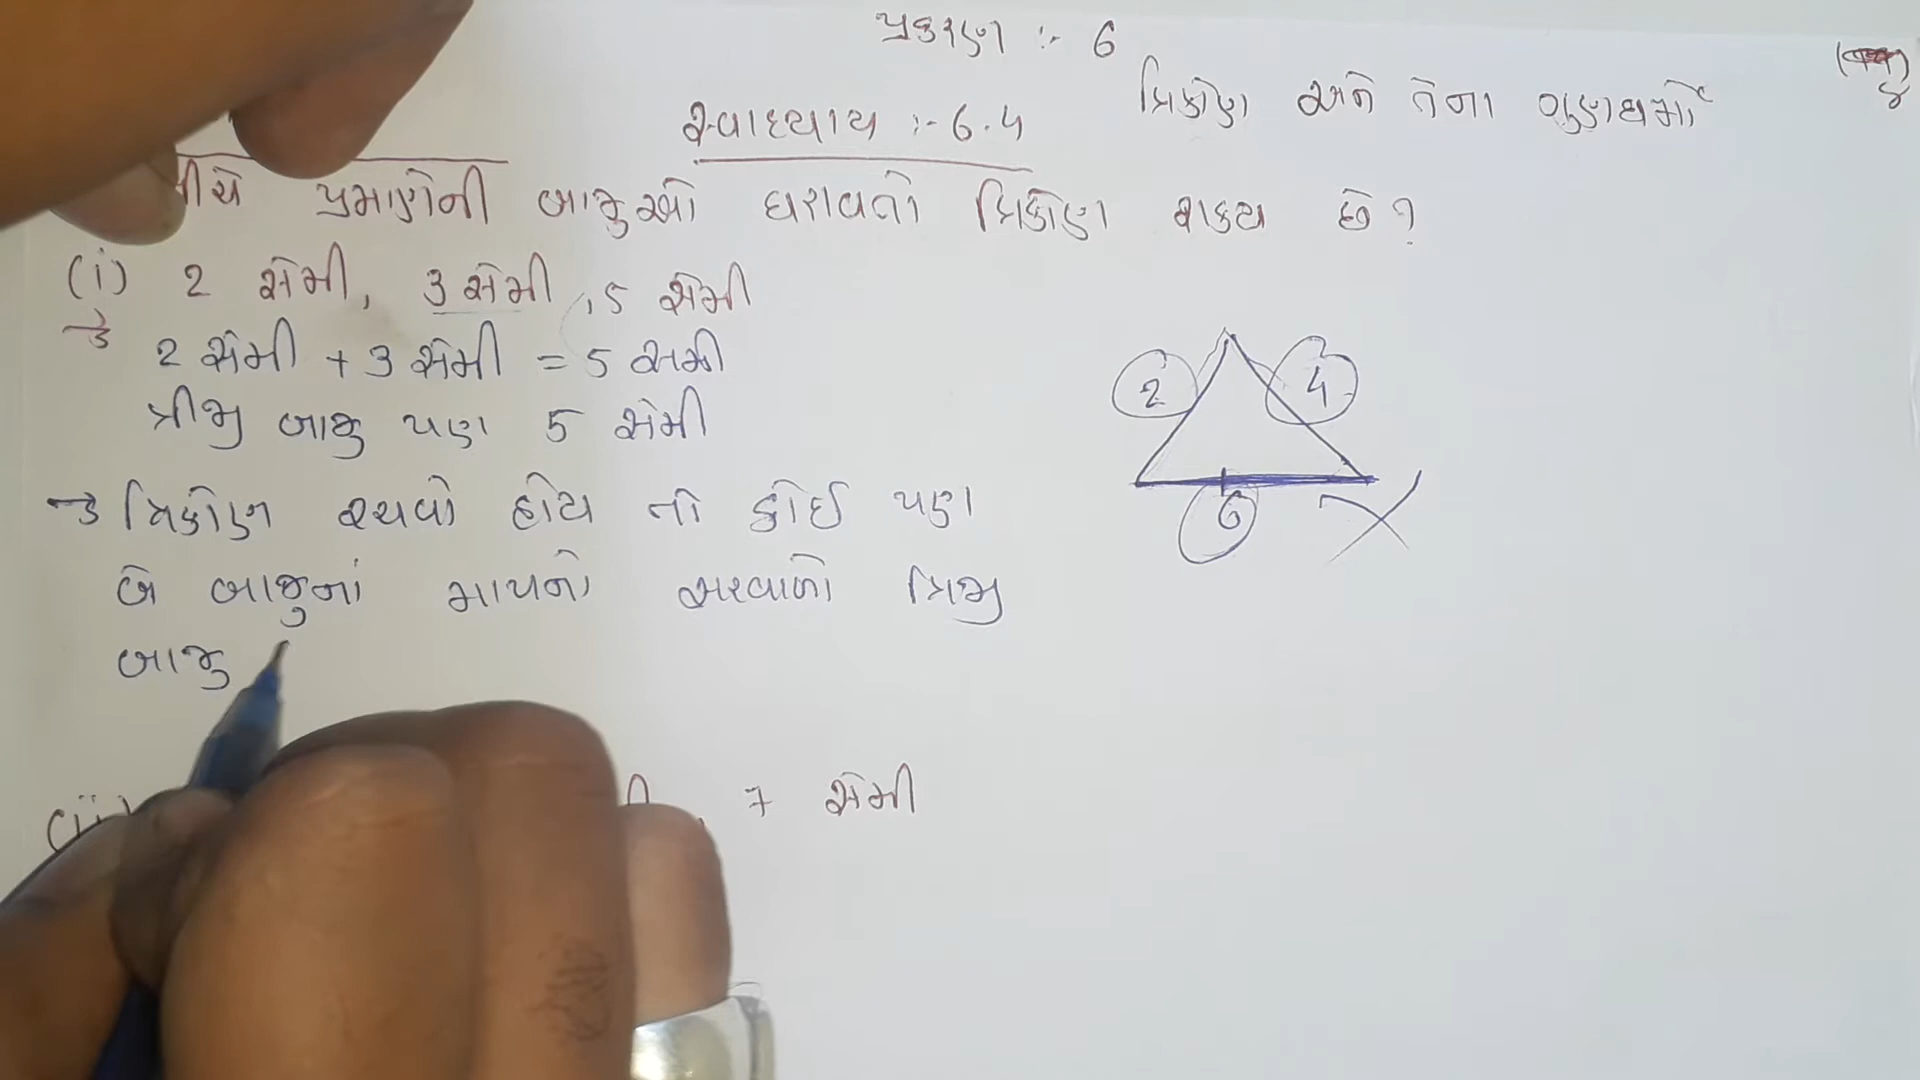 પ્રકરણ :- 6
ત્રિકોણ અને તેના ગુણધર્મો
સ્વાધ્યાય :- 6.4
નીચે પ્રમાણેની બાજુઓ ધરાવતો ત્રિકોણ શક્ય છે ?
(i) 2 સેમી, 3 સેમી, 5 સેમી
2 સેમી + 3 સેમી = 5 સેમી
ત્રીજી બાજુ પણ 5 સેમી
→ ત્રિકોણ રચવો હોય તો કોઈ પણ
બે બાજુનાં માપનો સરવાળો ત્રિજી
બાજુ
2 4
6
(ii) 7 સેમી